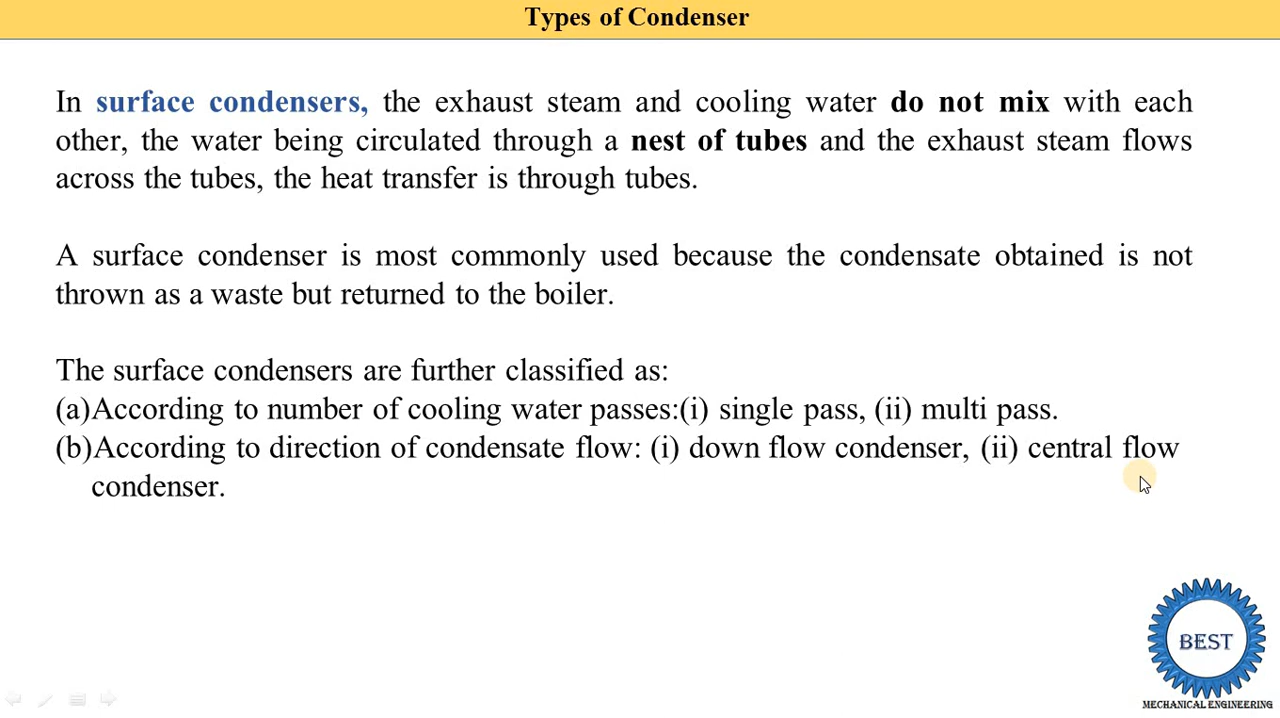 Types of Condenser
In surface condensers, the exhaust steam and cooling water do not mix with each
other, the water being circulated through a nest of tubes and the exhaust steam flows
across the tubes, the heat transfer is through tubes.
A surface condenser is most commonly used because the condensate obtained is not
thrown as a waste but returned to the boiler.
The surface condensers are further classified as:
(a)According to number of cooling water passes:(i) single pass, (ii) multi pass.
(b)According to direction of condensate flow: (i) down flow condenser, (ii) central flow
condenser.
BEST
MECHANICAL ENGINEERING